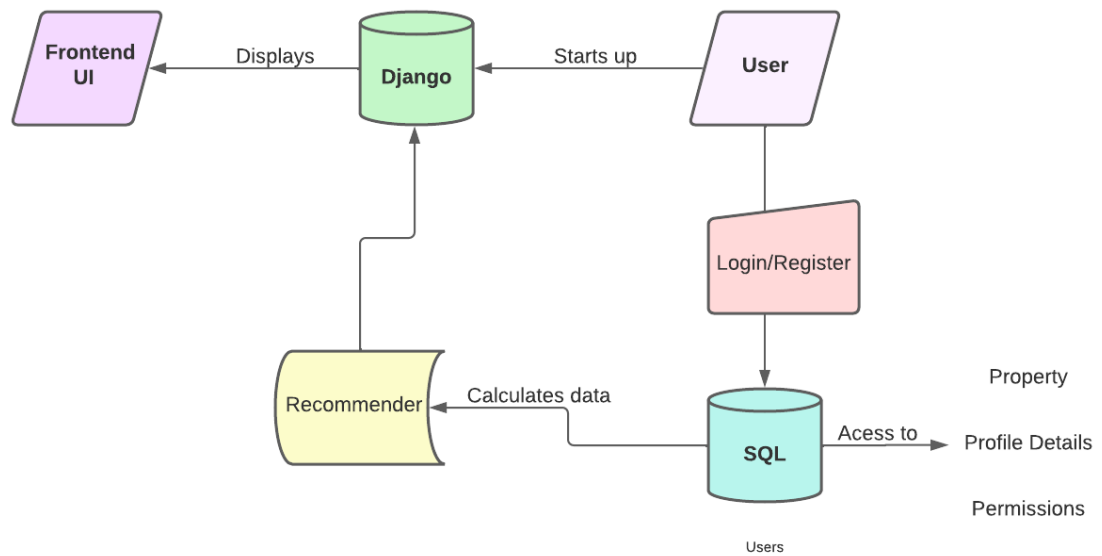 Frontend
UI
Displays
Django
Starts up
User
Login/Register
Property
Recommender
Calculates data
Acess to
Profile Details
SQL
Permissions
Users